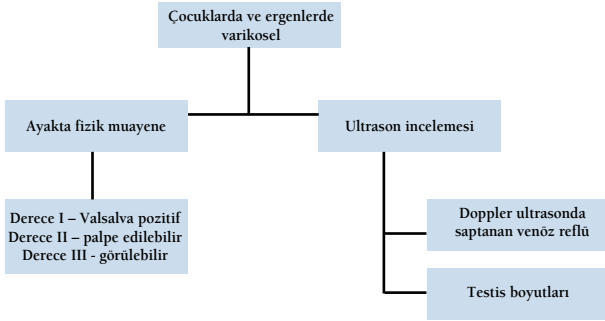 Çocuklarda ve ergenlerde
varikosel
Ayakta fizik muayene
Ultrason incelemesi
Derece I – Valsalva pozitif
Derece II – palpe edilebilir
Derece III - görülebilir
Doppler ultrasonda
saptanan venöz reflü
Testis boyutları